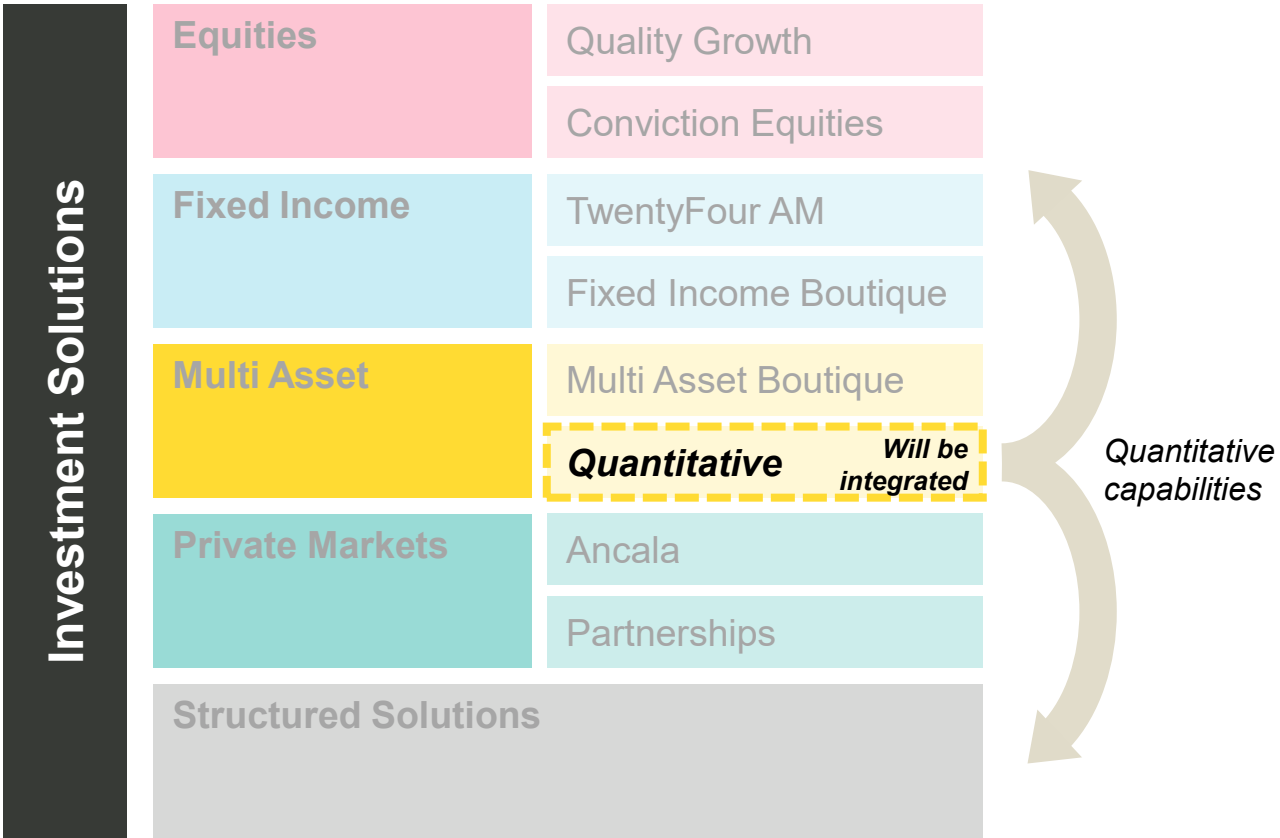 Investment Solutions
Equities
Quality Growth
Conviction Equities
Fixed Income
TwentyFour AM
Fixed Income Boutique
Multi Asset
Multi Asset Boutique
Quantitative
Will be
integrated
Quantitative
capabilities
Private Markets
Ancala
Partnerships
Structured Solutions